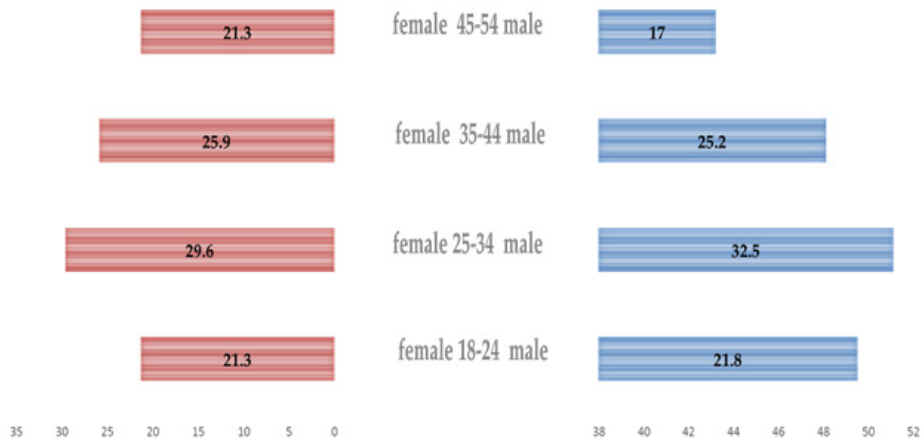 21.3 female 45-54 male 17
25.9 female 35-44 male 25.2
29.6 female 25-34 male 32.5
21.3 female 18-24 male 21.8
35 30 25 20 15 10 5 0 38 40 42 44 46 48 50 51 52